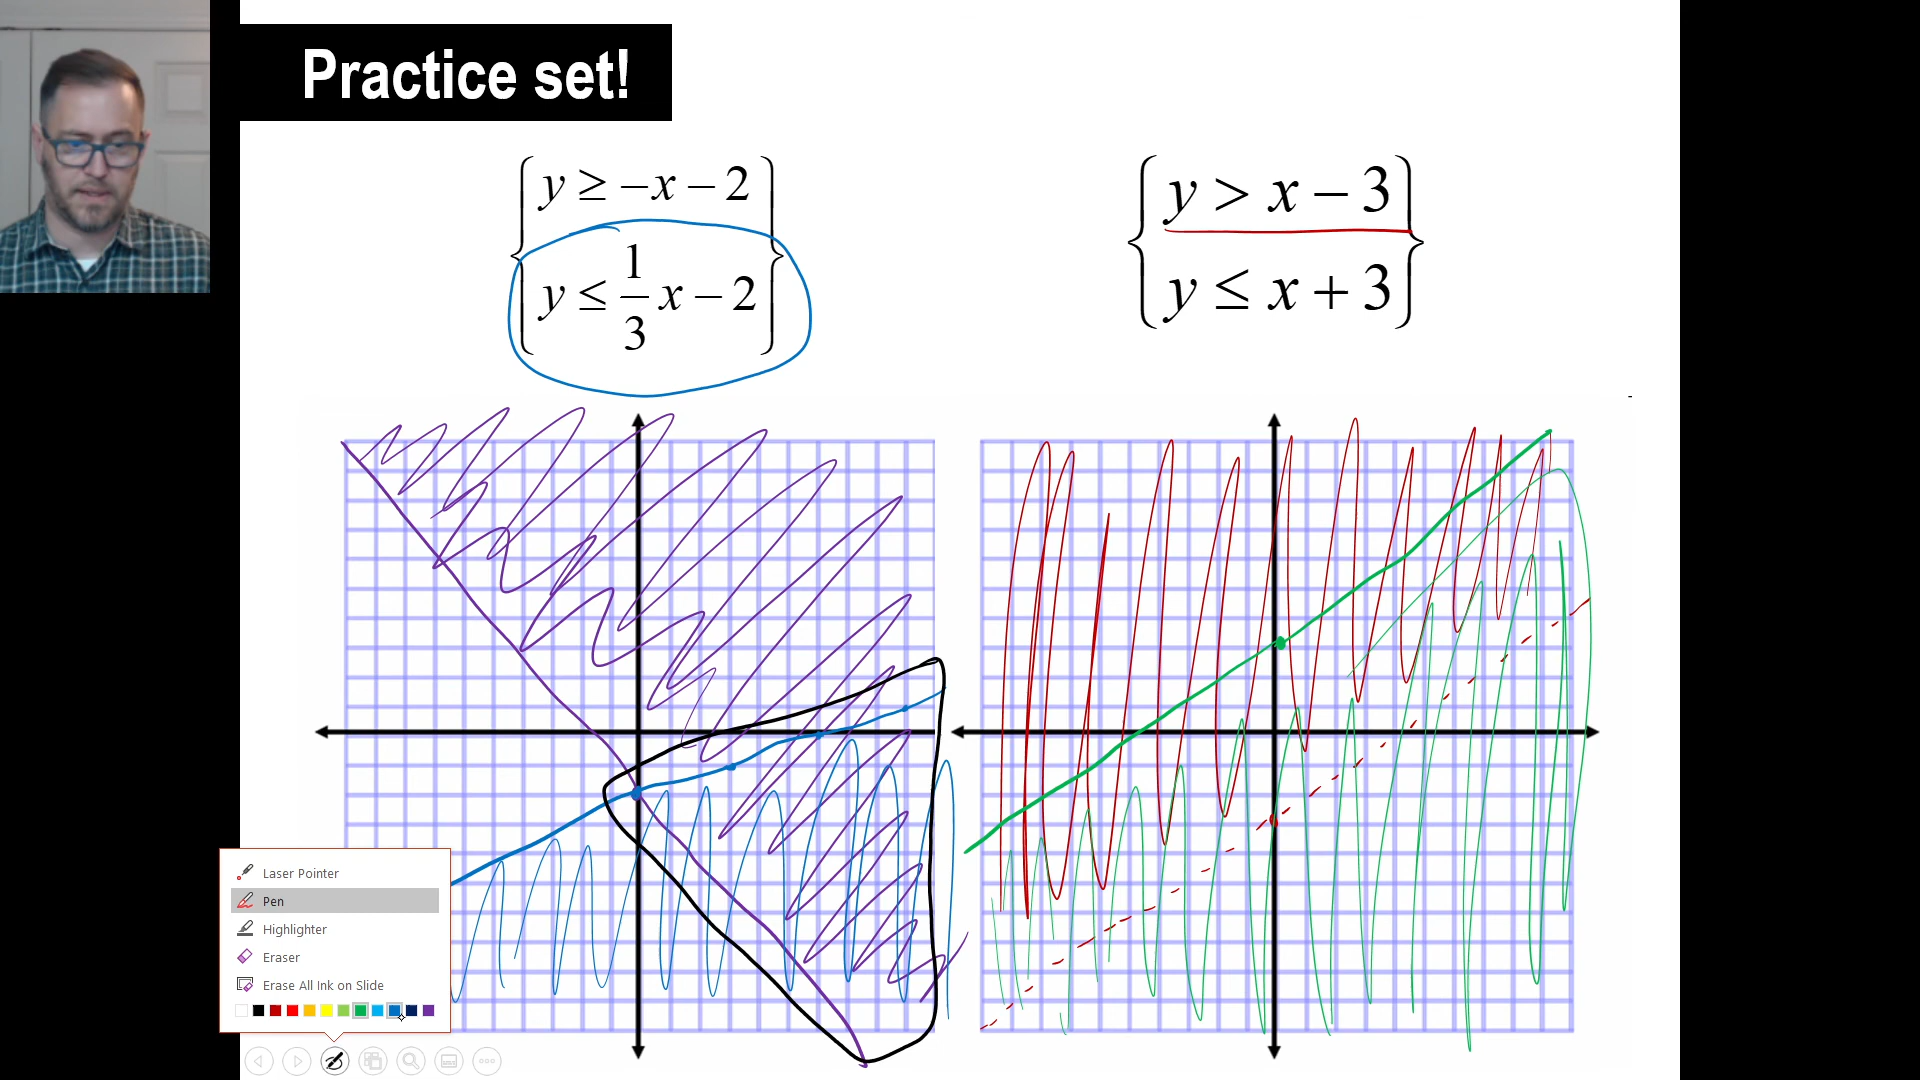 Practice set!
y ≥ −x − 2
y ≤ 1/3 x − 2
y > x − 3
y ≤ x + 3
Laser Pointer
Pen
Highlighter
Eraser
Erase All Ink on Slide